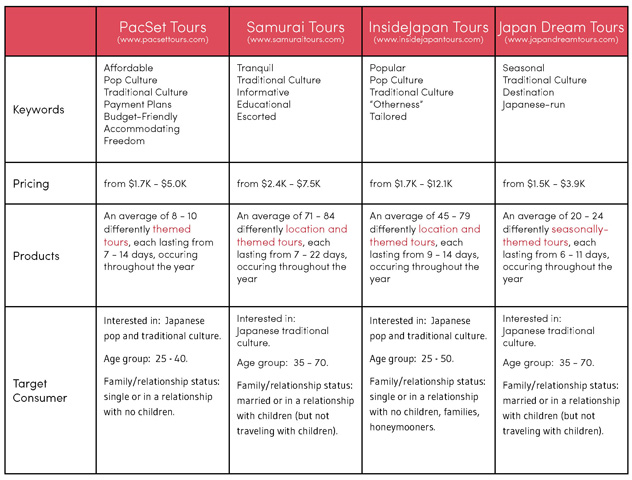 PacSet Tours
(www.pacsettours.com)
Samurai Tours
(www.samuraitours.com)
InsideJapan Tours
(www.insidejapantours.com)
Japan Dream Tours
(www.japandreamtours.com)
Keywords
Affordable
Pop Culture
Traditional Culture
Payment Plans
Budget-Friendly
Accommodating
Freedom
Tranquil
Traditional Culture
Informative
Educational
Escorted
Popular
Pop Culture
Traditional Culture
"Otherness"
Tailored
Seasonal
Traditional Culture
Destination
Japanese-run
Pricing
from $1.7K - $5.0K
from $2.4K - $7.5K
from $1.7K - $12.1K
from $1.5K - $3.9K
Products
An average of 8 - 10
differently themed
tours, each lasting from
7 - 14 days, occuring
throughout the year
An average of 71 - 84
differently location and
themed tours, each
lasting from 7 - 22 days,
occuring throughout the
year
An average of 45 - 79
differently location and
themed tours, each
lasting from 9 - 14 days,
occuring throughout the
year
An average of 20 - 24
differently seasonally-
themed tours, each
lasting from 6 - 11 days,
occuring throughout the
year
Target
Consumer
Interested in: Japanese
pop and traditional culture.
Age group: 25 - 40.
Family/relationship status:
single or in a relationship
with no children.
Interested in:
Japanese traditional
culture.
Age group: 35 - 70.
Family/relationship status:
married or in a relationship
with children (but not
traveling with children).
Interested in: Japanese
pop and traditional culture.
Age group: 25 - 50.
Family/relationship status:
single or in a relationship
with no children, families,
honeymooners.
Interested in:
Japanese traditional
culture.
Age group: 35 - 70.
Family/relationship status:
married or in a relationship
with children (but not
traveling with children).